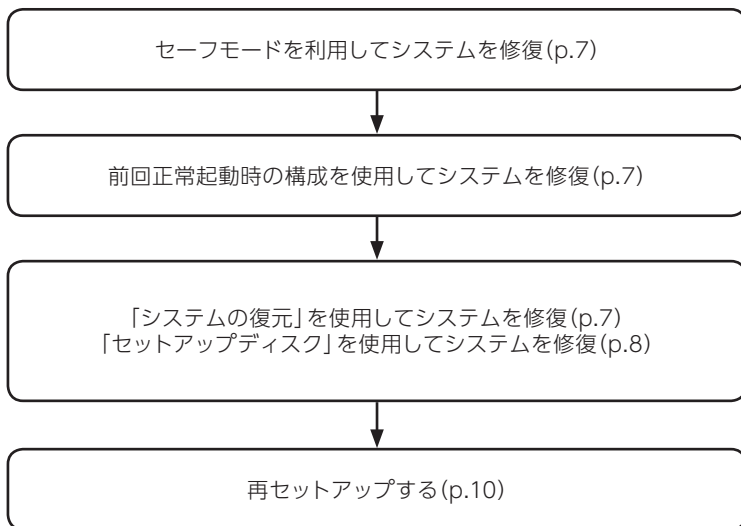 セーフモードを利用してシステムを修復(p.7)
前回正常起動時の構成を使用してシステムを修復(p.7)
「システムの復元」を使用してシステムを修復(p.7)
「セットアップディスク」を使用してシステムを修復(p.8)
再セットアップする(p.10)